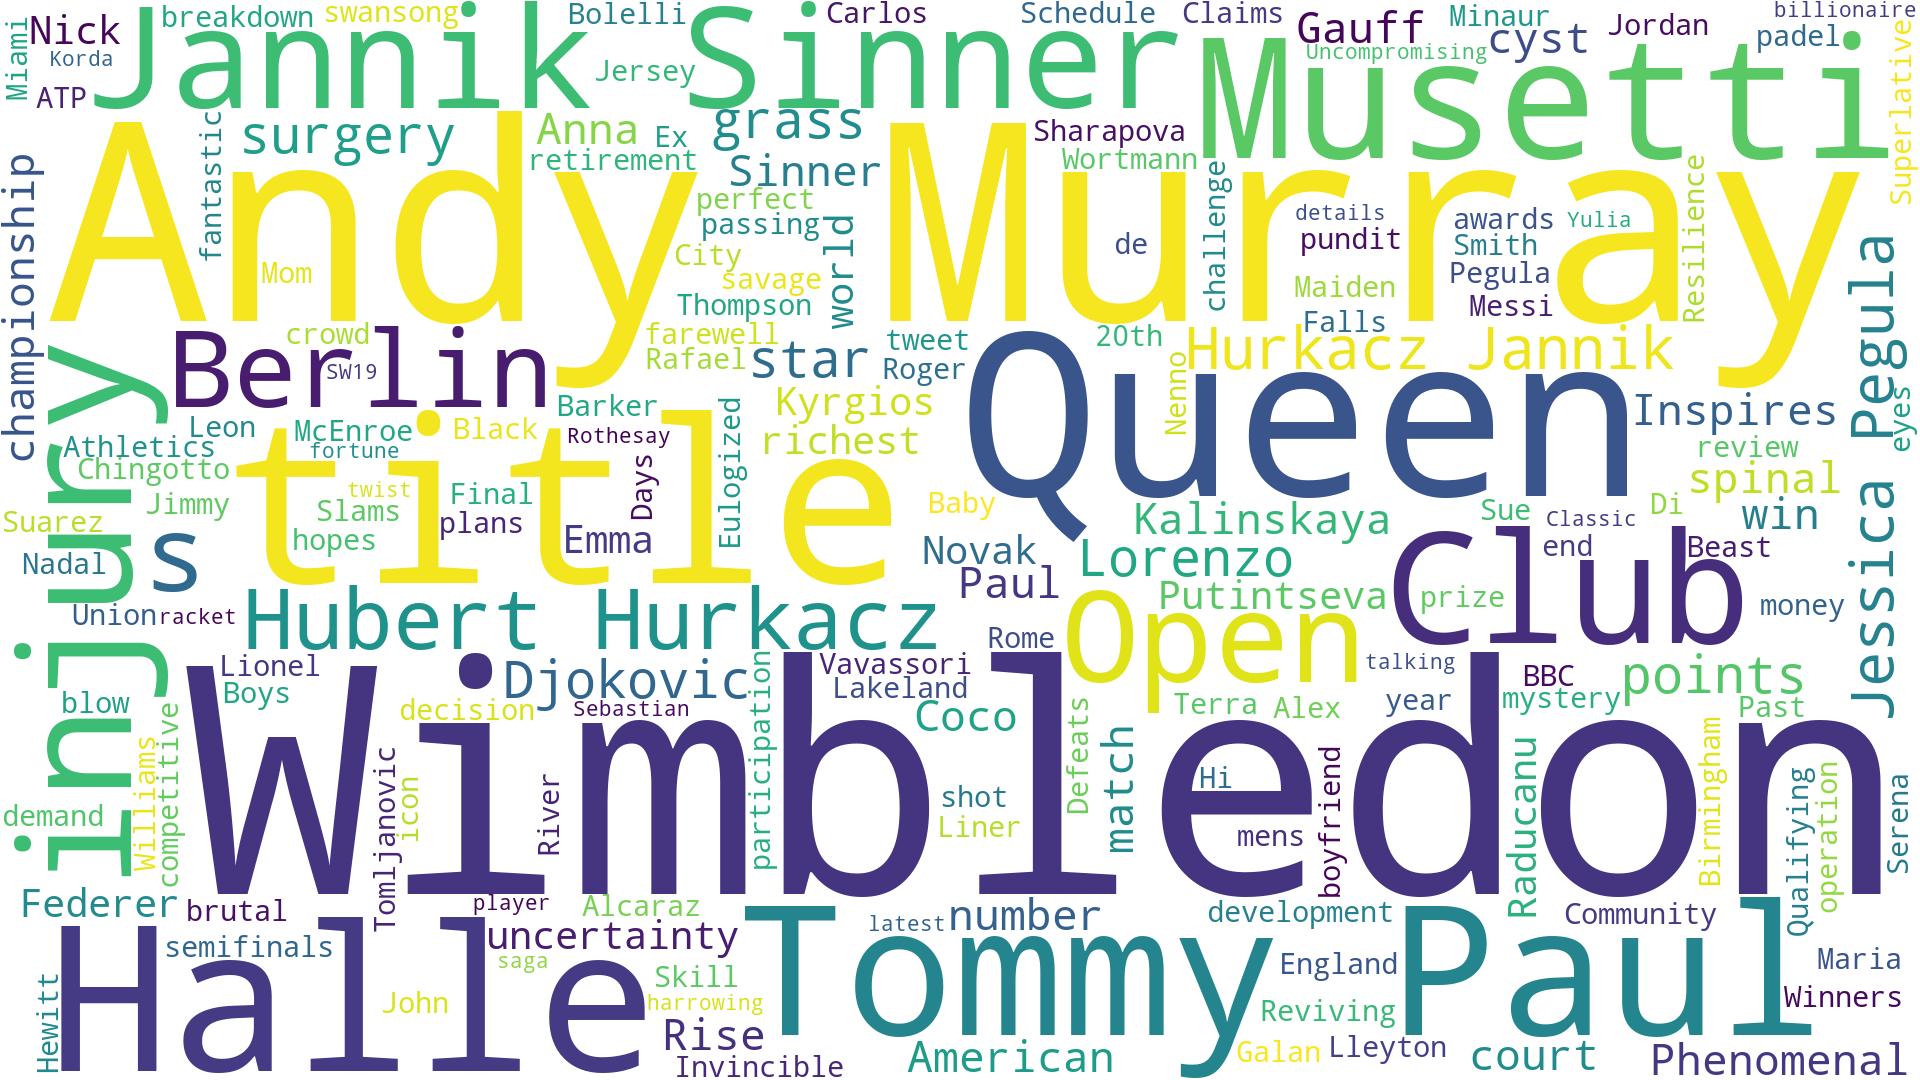 Jannik Sinner
Musetti
Andy Murray
Queen
title
Wimbledon
Halle
Tommy Paul
Club
Open
Berlin
Hubert Hurkacz
injury
Jessica Pegula
Miami
Nick
Korda
ATP
breakdown
swansong
Bolelli
Carlos
Schedule
Claims
Gauff
Uncompromising
Minaur
cyst
Jordan
billionaire
padel
Superlative
Jersey
surgery
fantastic
Anna
Ex
retirement
grass
Sinner
Sharapova
Wortmann
challenge
perfect
passing
City
savage
Thompson
world
de
details
pundit
awards
Smith
Pegula
Messi
Yulia
Maiden
Falls
Resilience
Mom
championship
crowd
SW19
farewell
Rafael
star
tweet
Roger
20th
Hurkacz Jannik
Nenno
Inspires
eyes
review
spinal
Leon
Athletics
Chingotto
Jimmy
Suarez
Nadal
s
McEnroe
fortune
twist
Slams
hopes
Black
Final
plans
Barker
Rothesay
Days
Emma
Eulogized
Kyrgios
richest
Baby
Novak
Paul
Kalinskaya
Lorenzo
Putintseva
Sue
Classic
end
Di
win
Beast
prize
money
Union
racket
Lionel
Boys
blow
Djokovic
Sebastian
decision
participation
Vavassori
Lakeland
Coco
Rome
Terra
Alex
talking
year
BBC
mystery
points
Past
demand
Williams
competitive
Tomljanovic
icon
River
shot
Liner
Defeats
match
Hi
mens
boyfriend
Raducanu
Birmingham
Qualifying
operation
Serena
Federer
brutal
player
Alcaraz
semifinals
uncertainty
saga
latest
number
development
Community
Maria
England
Winners
Hewitt
John
Skill
harrowing
Rise
Invincible
American
Reviving
Galan
Lleyton
court
Phenomenal